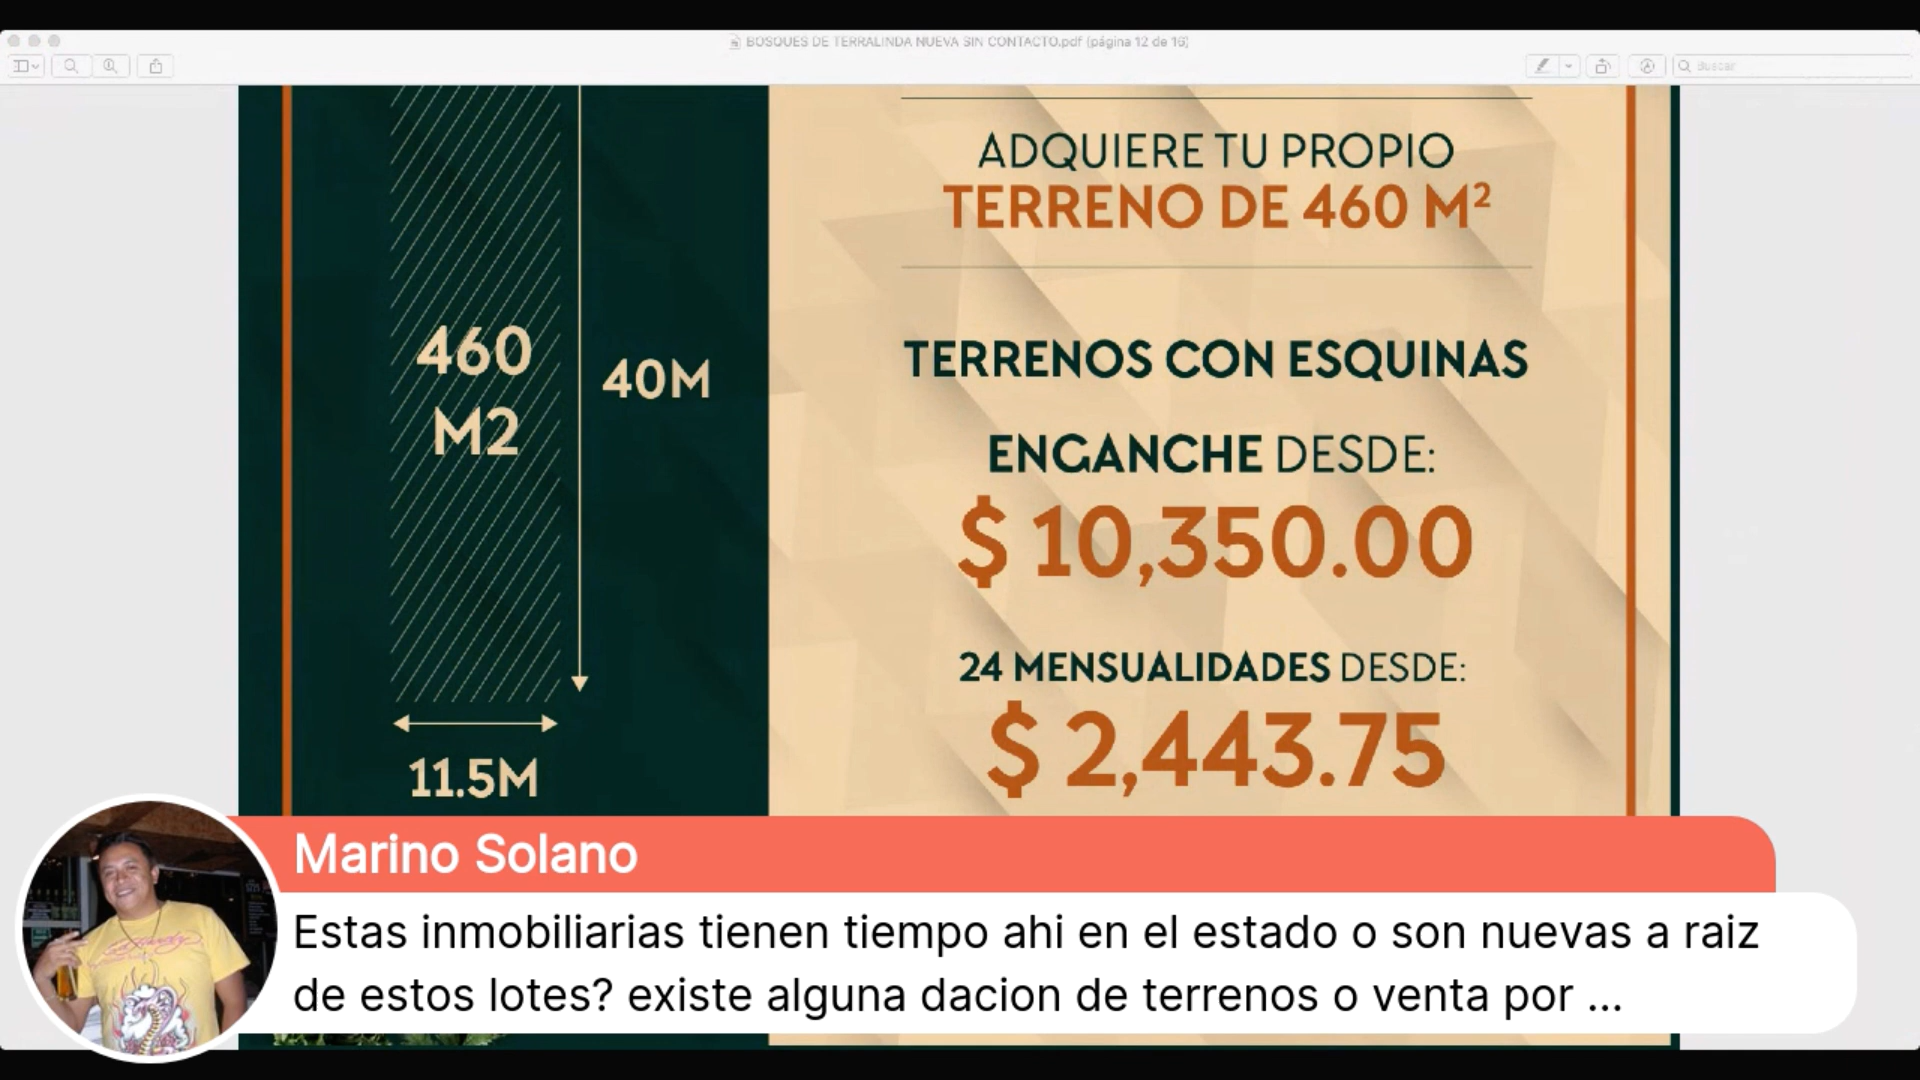 BOSQUES DE TERRALINDA NUEVA SIN CONTACTO.pdf (página 12 de 16)
Buscar
460
M2
40M
11.5M
ADQUIERE TU PROPIO
TERRENO DE 460 M²
TERRENOS CON ESQUINAS
ENGANCHE DESDE:
$ 10,350.00
24 MENSUALIDADES DESDE:
$ 2,443.75
Marino Solano
Estas inmobiliarias tienen tiempo ahi en el estado o son nuevas a raiz
de estos lotes? existe alguna dacion de terrenos o venta por ...